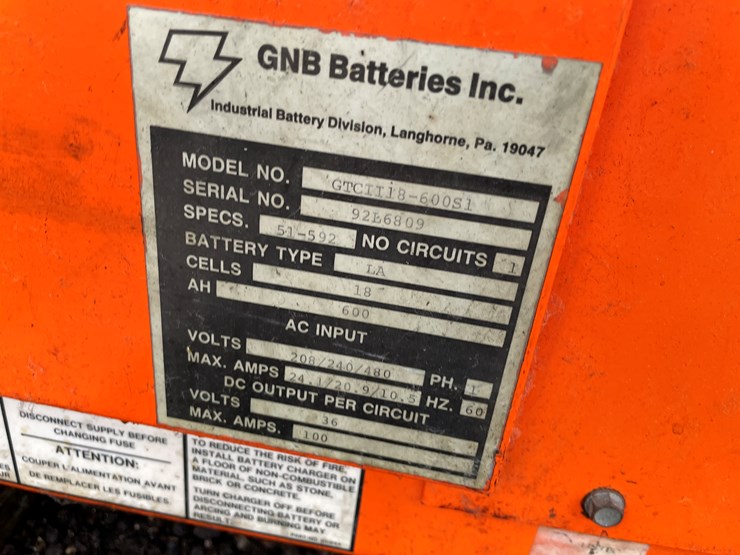 GNB Batteries Inc.
Industrial Battery Division, Langhorne, Pa. 19047
MODEL NO. GTCII18-600S1
SERIAL NO. 92B6809
SPECS. 51-592 NO CIRCUITS 1
BATTERY TYPE LA
CELLS 18
AH 600
AC INPUT
VOLTS 208/240/480 PH. 1
MAX. AMPS 24.1/20.9/10.5 HZ. 60
DC OUTPUT PER CIRCUIT
VOLTS 36
MAX. AMPS. 100
DISCONNECT SUPPLY BEFORE
CHANGING FUSE
ATTENTION:
COUPER L'ALIMENTATION AVANT
DE REMPLACER LES FUSIBLES
TO REDUCE THE RISK OF FIRE,
INSTALL BATTERY CHARGER ON
A FLOOR OF NON-COMBUSTIBLE
MATERIAL, SUCH AS STONE,
BRICK OR CONCRETE.
TURN CHARGER OFF BEFORE
DISCONNECTING BATTERY OR
ARCING AND BURNING MAY
RESULT